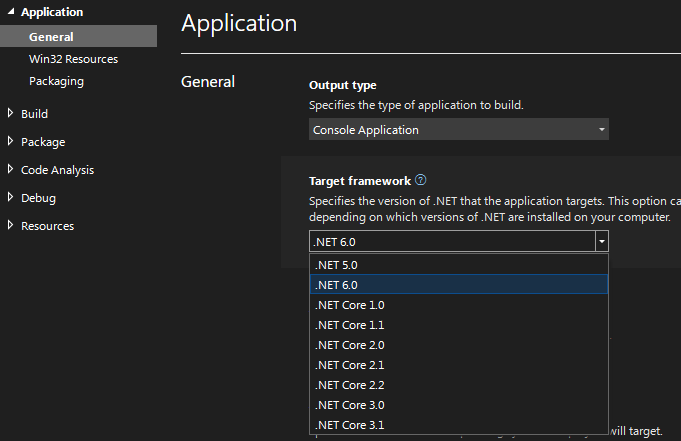 Application
General
Win32 Resources
Packaging
Build
Package
Code Analysis
Debug
Resources
Application
General
Output type
Specifies the type of application to build.
Console Application
Target framework
Specifies the version of .NET that the application targets. This option ca
depending on which versions of .NET are installed on your computer.
.NET 6.0
.NET 5.0
.NET 6.0
.NET Core 1.0
.NET Core 1.1
.NET Core 2.0
.NET Core 2.1
.NET Core 2.2
.NET Core 3.0
.NET Core 3.1
will target.